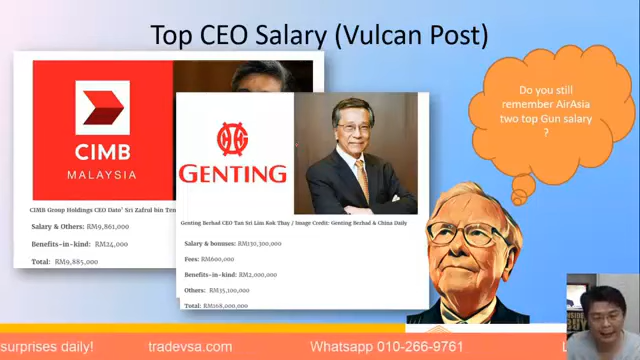 Top CEO Salary (Vulcan Post)
CIMB
MALAYSIA
CIMB Group Holdings CEO Dato' Sri Zafrul bin Ten
Salary & Others: RM9,861,000
Benefits-in-kind: RM24,000
Total: RM9,885,000
GENTING
Genting Berhad CEO Tan Sri Lim Kok Thay / Image Credit: Genting Berhad & China Daily
Salary & bonuses: RM130,300,000
Fees: RM600,000
Benefits-in-kind: RM2,000,000
Others: RM35,100,000
Total: RM168,000,000
Do you still
remember AirAsia
two top Gun salary
?
surprises daily! tradevsa.com Whatsapp 010-266-9761